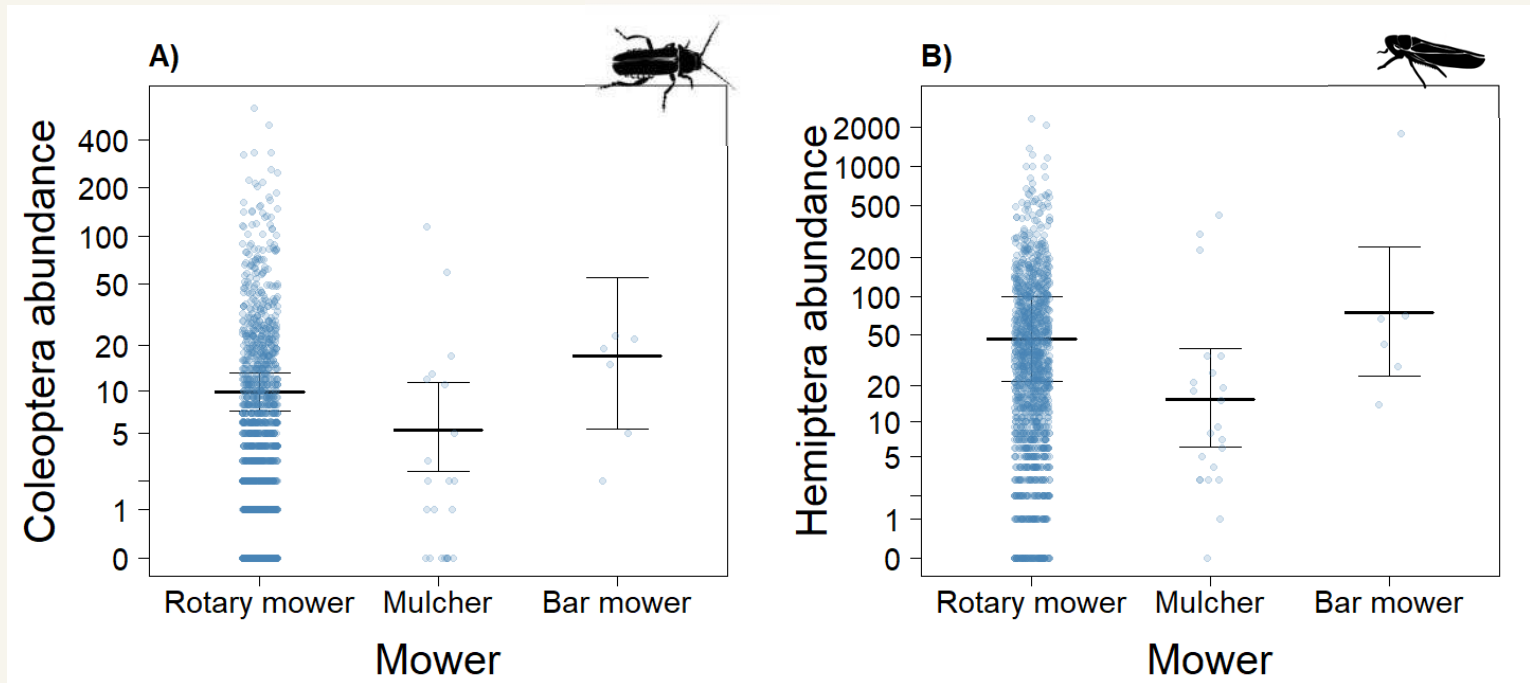 A)
Coleoptera abundance
400
200
100
50
20
10
5
1
0
Rotary mower Mulcher Bar mower
Mower
B)
Hemiptera abundance
2000
1000
500
200
100
50
20
10
5
1
0
Rotary mower Mulcher Bar mower
Mower